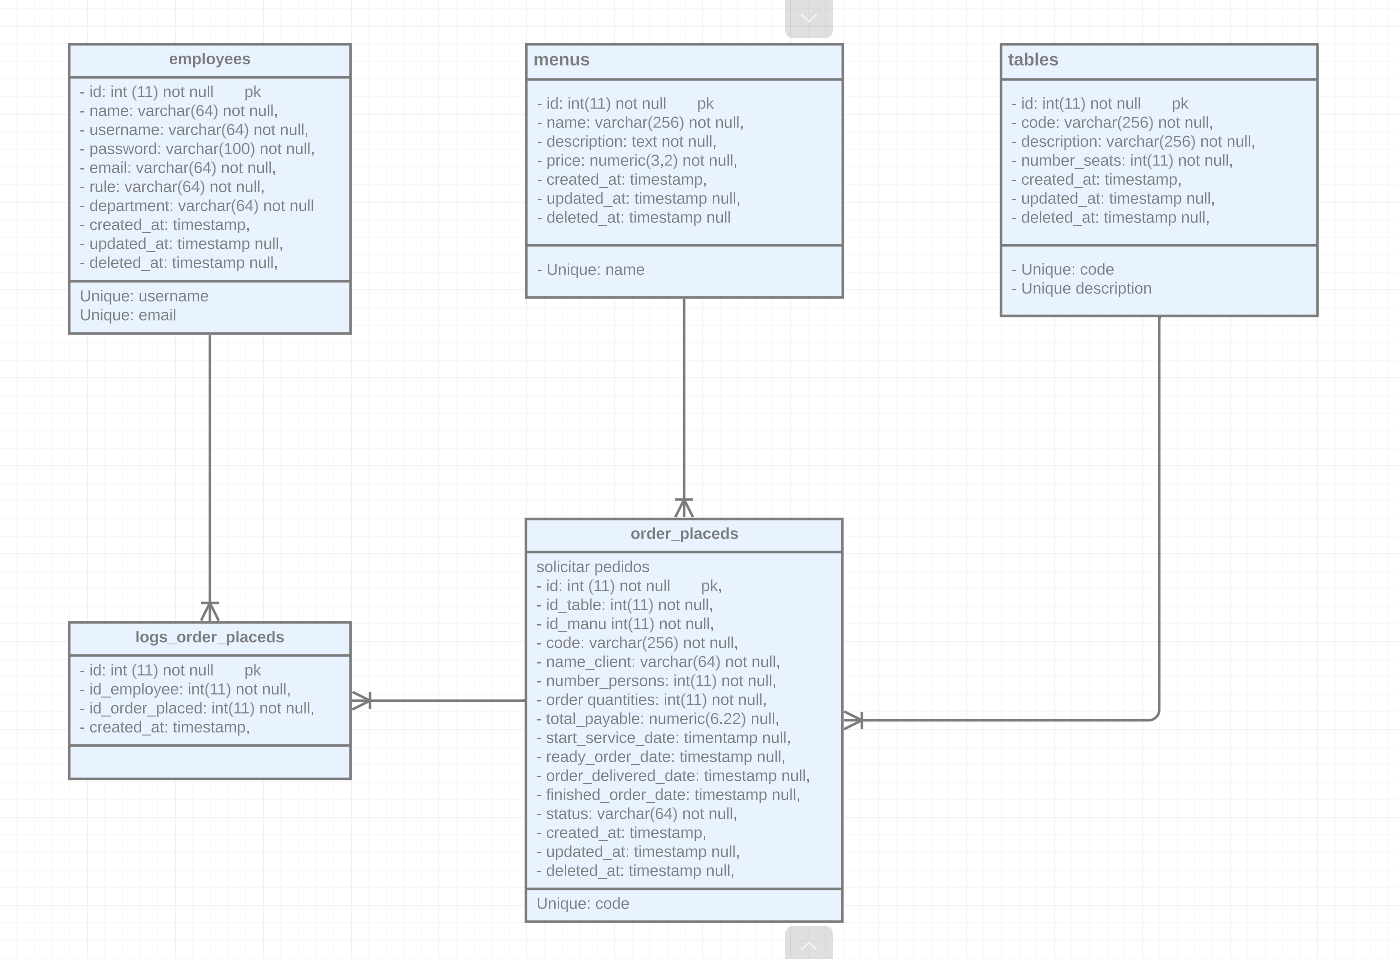 employees
- id: int (11) not null pk
- name: varchar(64) not null,
- username: varchar(64) not null,
- password: varchar(100) not null,
- email: varchar(64) not null,
- rule: varchar(64) not null,
- department: varchar(64) not null
- created_at: timestamp,
- updated_at: timestamp null,
- deleted_at: timestamp null,
Unique: username
Unique: email
menus
- id: int(11) not null pk
- name: varchar(256) not null,
- description: text not null,
- price: numeric(3,2) not null,
- created_at: timestamp,
- updated_at: timestamp null,
- deleted_at: timestamp null
- Unique: name
tables
- id: int(11) not null pk
- code: varchar(256) not null,
- description: varchar(256) not null,
- number_seats: int(11) not null,
- created_at: timestamp,
- updated_at: timestamp null,
- deleted_at: timestamp null,
- Unique: code
- Unique description
logs_order_placeds
- id: int (11) not null pk
- id_employee: int(11) not null,
- id_order_placed: int(11) not null,
- created_at: timestamp,
order_placeds
solicitar pedidos
- id: int (11) not null pk,
- id_table: int(11) not null,
- id_manu int(11) not null,
- code: varchar(256) not null,
- name_client: varchar(64) not null,
- number_persons: int(11) not null,
- order quantities: int(11) not null,
- total_payable: numeric(6.22) null,
- start_service_date: timentamp null,
- ready_order_date: timestamp null,
- order_delivered_date: timestamp null,
- finished_order_date: timestamp null,
- status: varchar(64) not null,
- created_at: timestamp,
- updated_at: timestamp null,
- deleted_at: timestamp null,
Unique: code